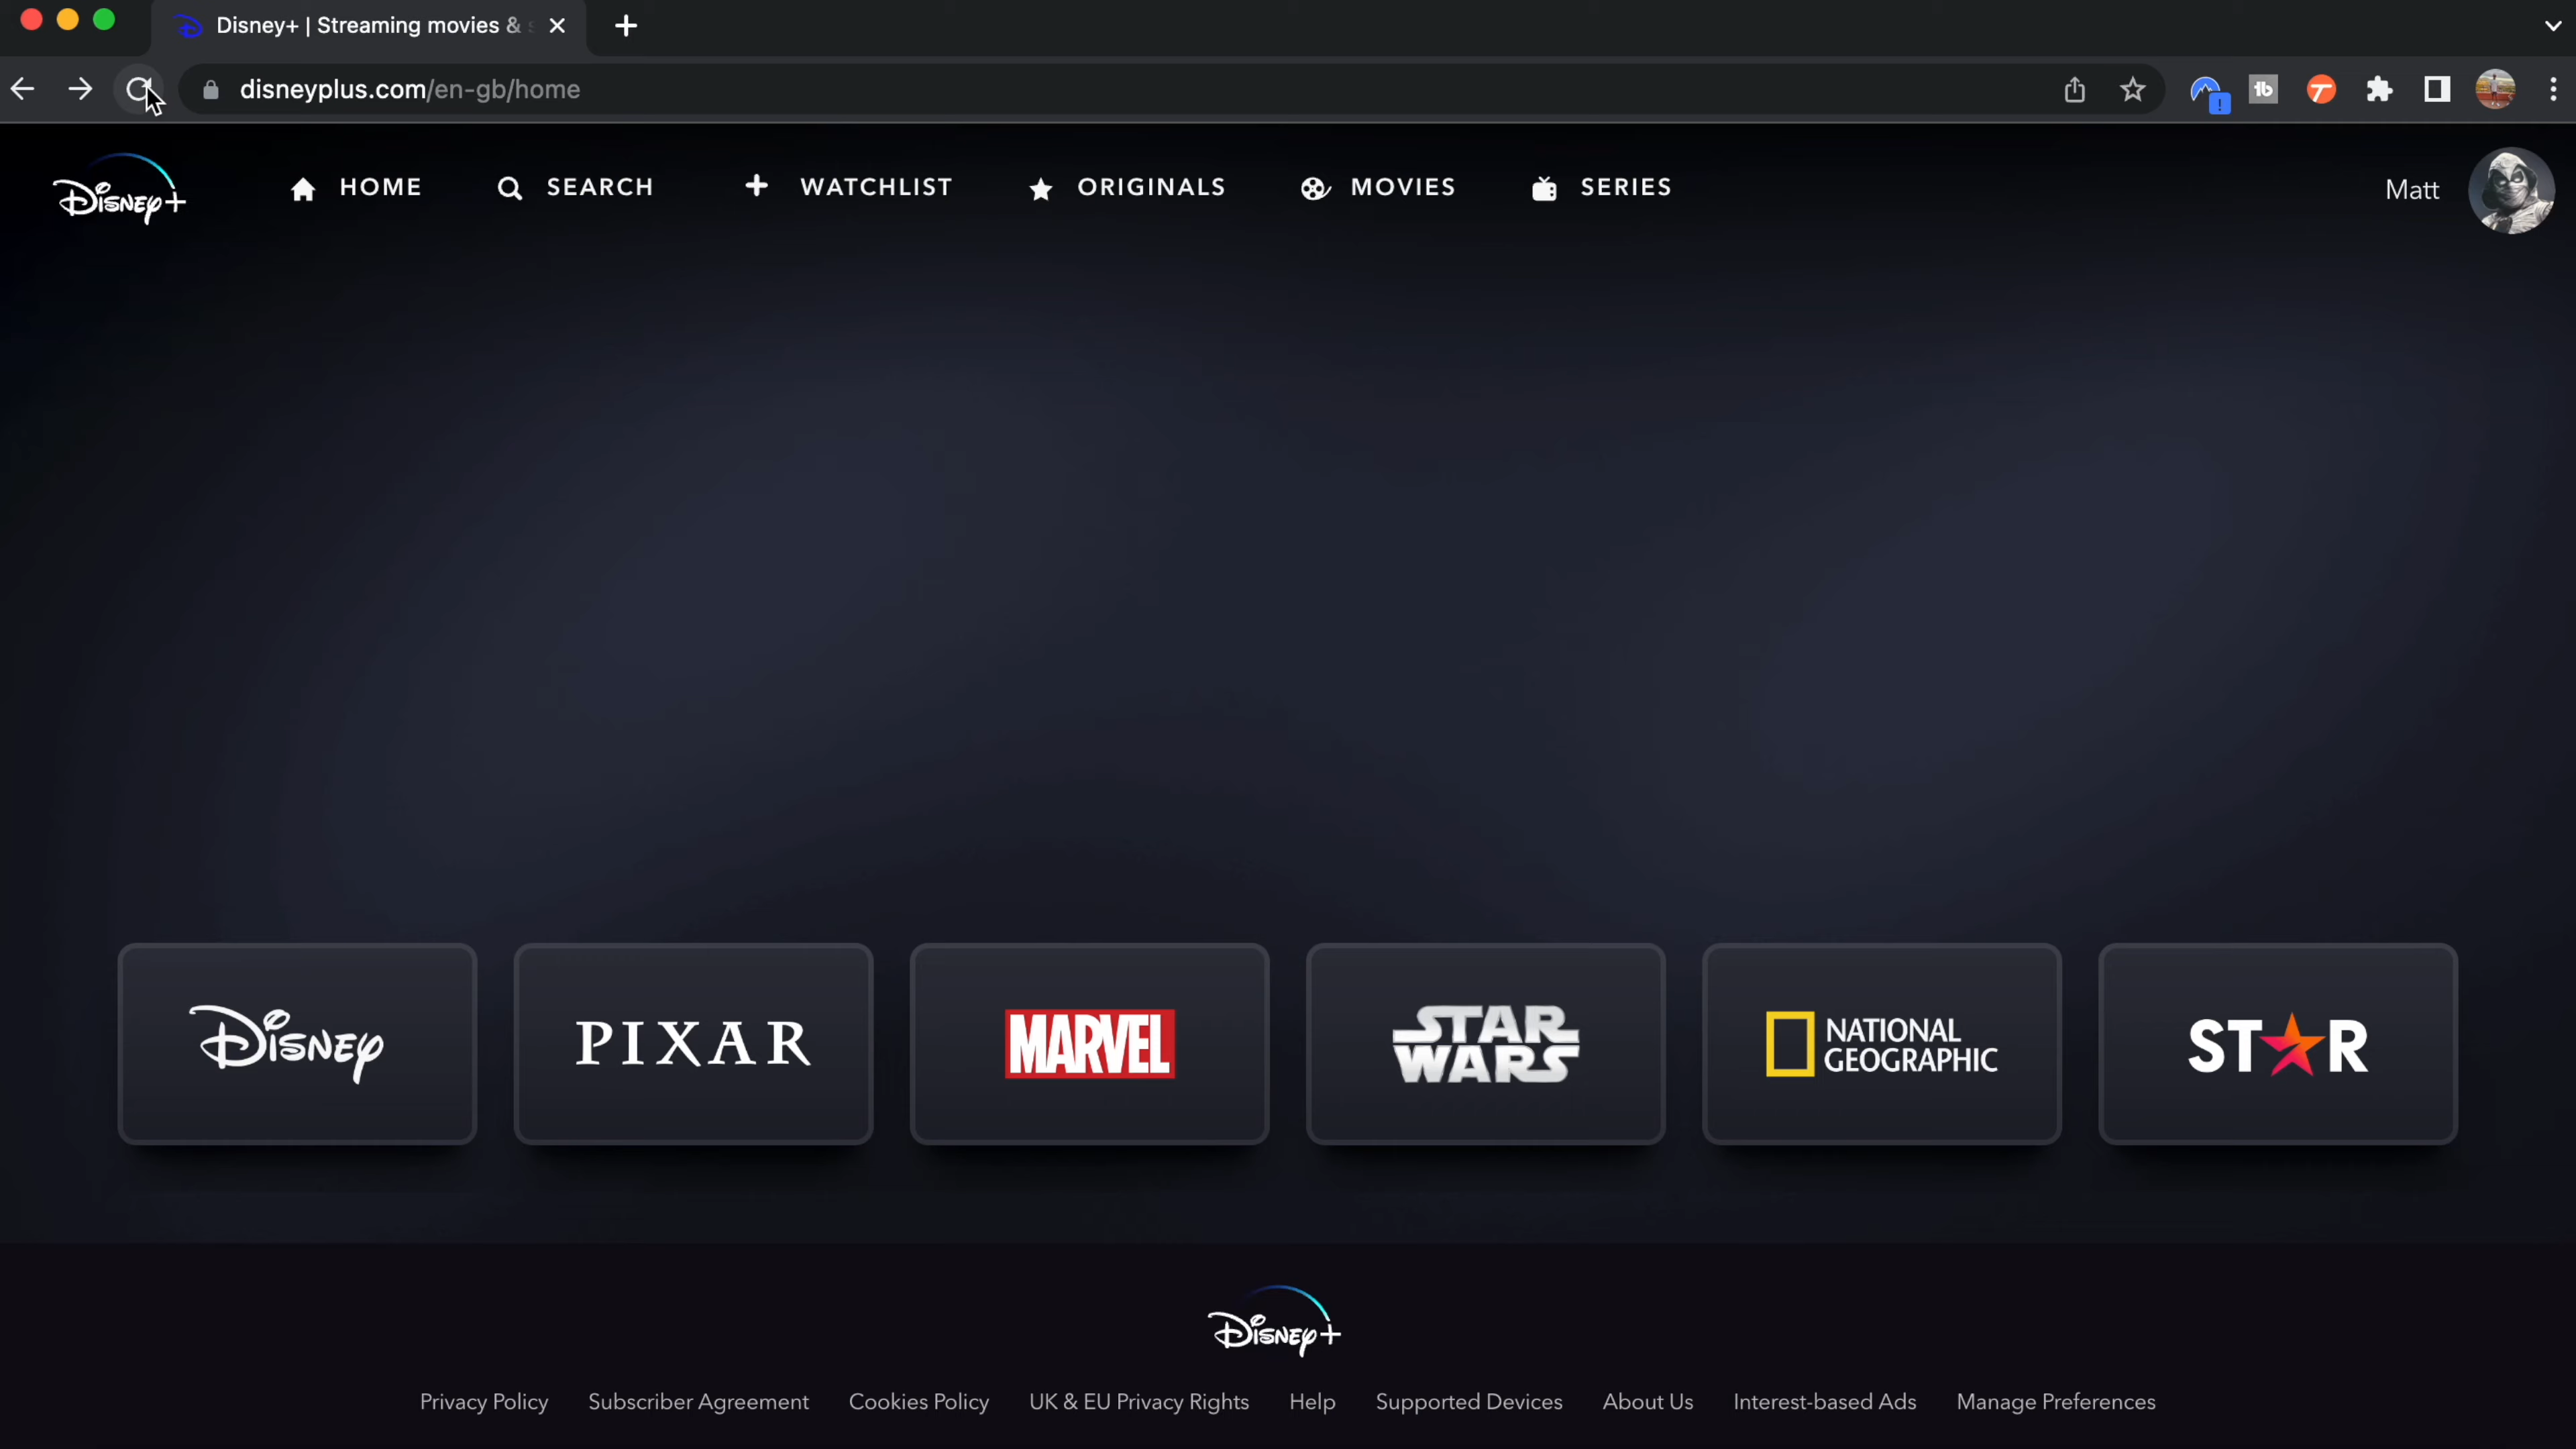 Disney+ | Streaming movies &
disneyplus.com/en-gb/home
Disney+
HOME
SEARCH
WATCHLIST
ORIGINALS
MOVIES
SERIES
Matt
Disney
PIXAR
MARVEL
STAR WARS
NATIONAL GEOGRAPHIC
STAR
Disney+
Privacy Policy
Subscriber Agreement
Cookies Policy
UK & EU Privacy Rights
Help
Supported Devices
About Us
Interest-based Ads
Manage Preferences